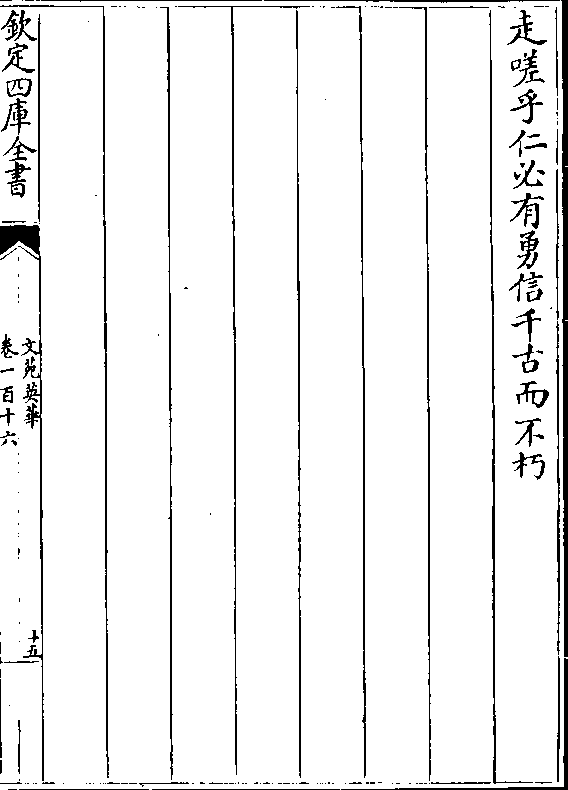 走嗟乎仁必有勇信千古而不朽
欽定四庫全書
文苑英華
卷一百十六
十五